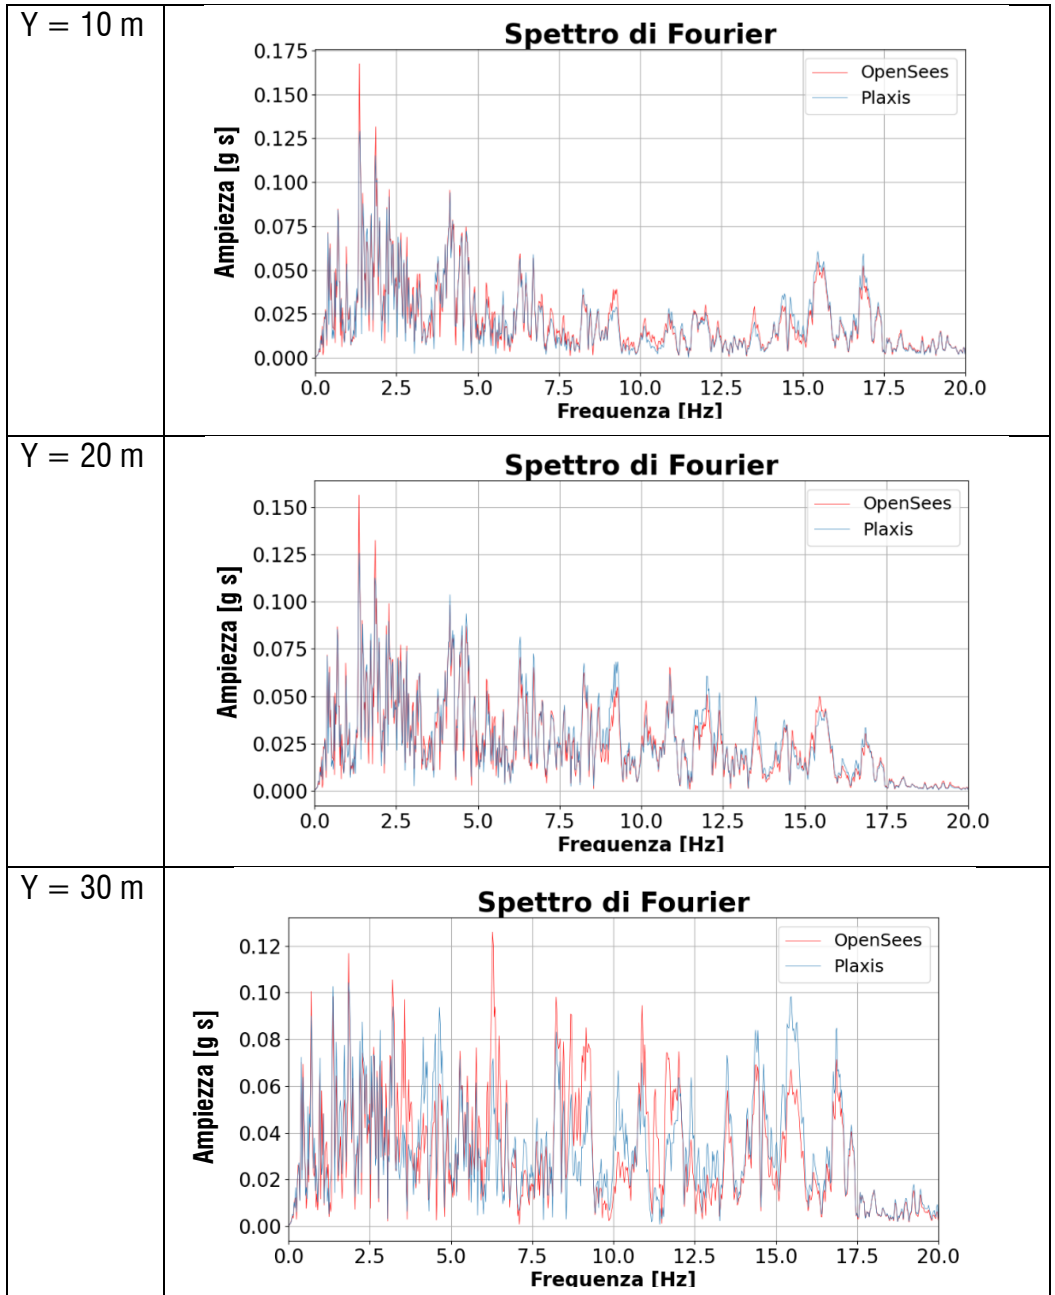 Y = 10 m
Spettro di Fourier
0.175
0.150
0.125
0.100
0.075
0.050
0.025
0.000
Ampiezza [g s]
OpenSees
Plaxis
0.0 2.5 5.0 7.5 10.0 12.5 15.0 17.5 20.0
Frequenza [Hz]
Y = 20 m
Spettro di Fourier
0.150
0.125
0.100
0.075
0.050
0.025
0.000
Ampiezza [g s]
OpenSees
Plaxis
0.0 2.5 5.0 7.5 10.0 12.5 15.0 17.5 20.0
Frequenza [Hz]
Y = 30 m
Spettro di Fourier
0.12
0.10
0.08
0.06
0.04
0.02
0.00
Ampiezza [g s]
OpenSees
Plaxis
0.0 2.5 5.0 7.5 10.0 12.5 15.0 17.5 20.0
Frequenza [Hz]